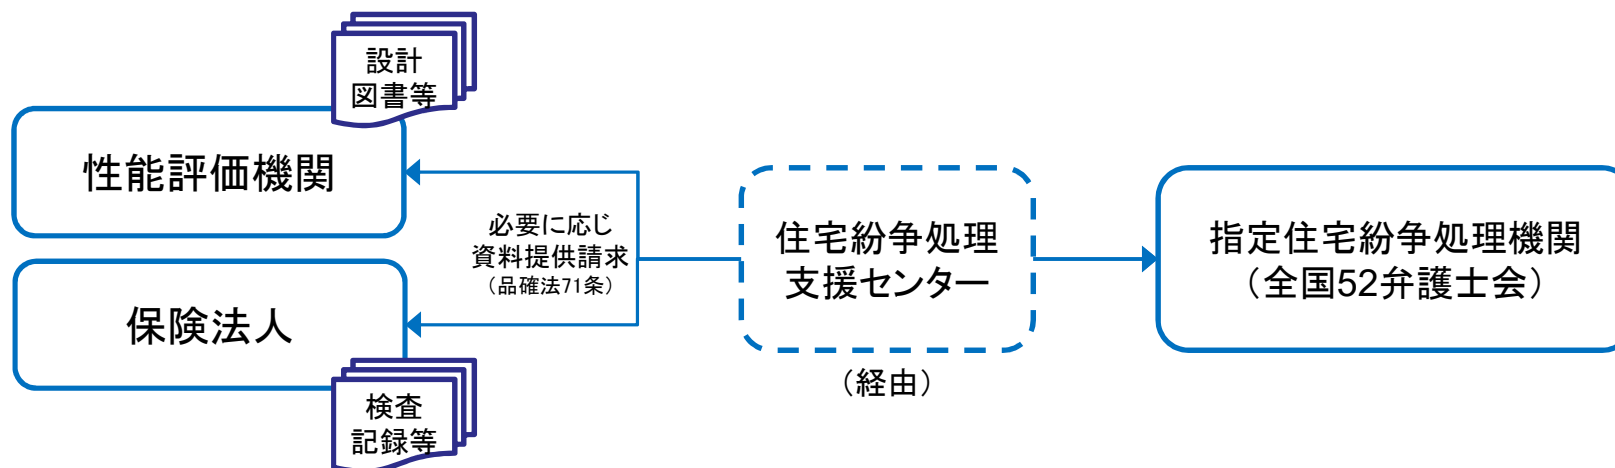 設計
図書等
性能評価機関
必要に応じ
資料提供請求
（品確法71条）
保険法人
検査
記録等
住宅紛争処理
支援センター
（経由）
指定住宅紛争処理機関
（全国52弁護士会）